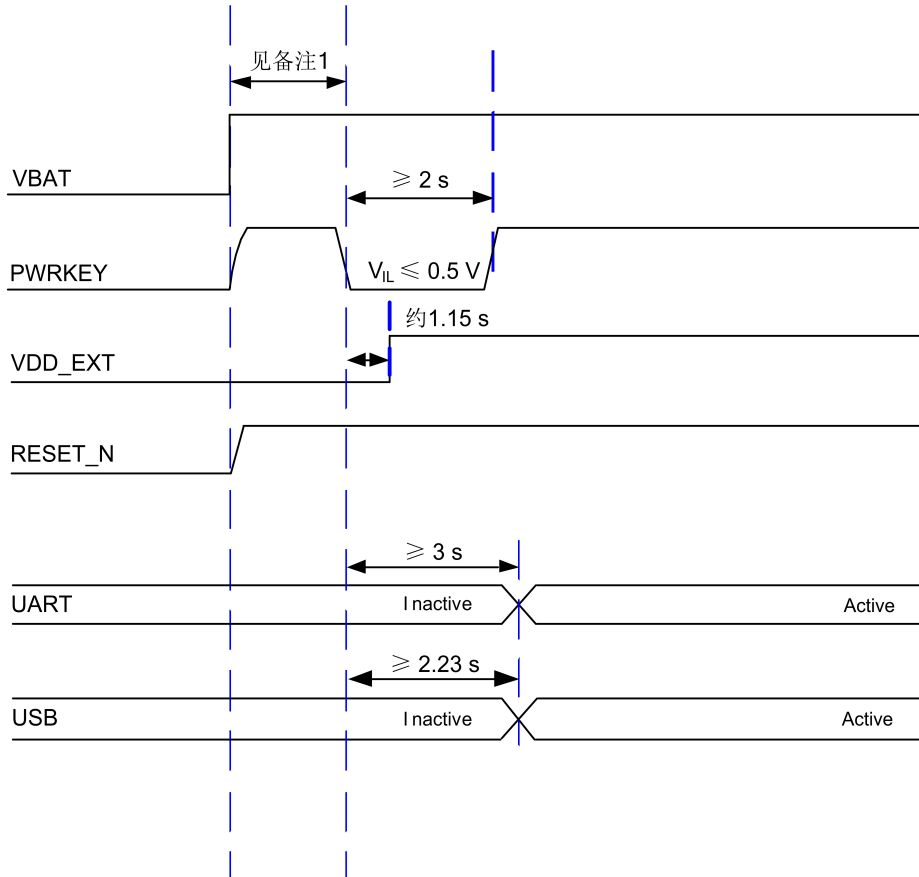 见备注1
VBAT
≥ 2 s
PWRKEY
VIL ≤ 0.5 V
约1.15 s
VDD_EXT
RESET_N
≥ 3 s
UART
Inactive
Active
≥ 2.23 s
USB
Inactive
Active